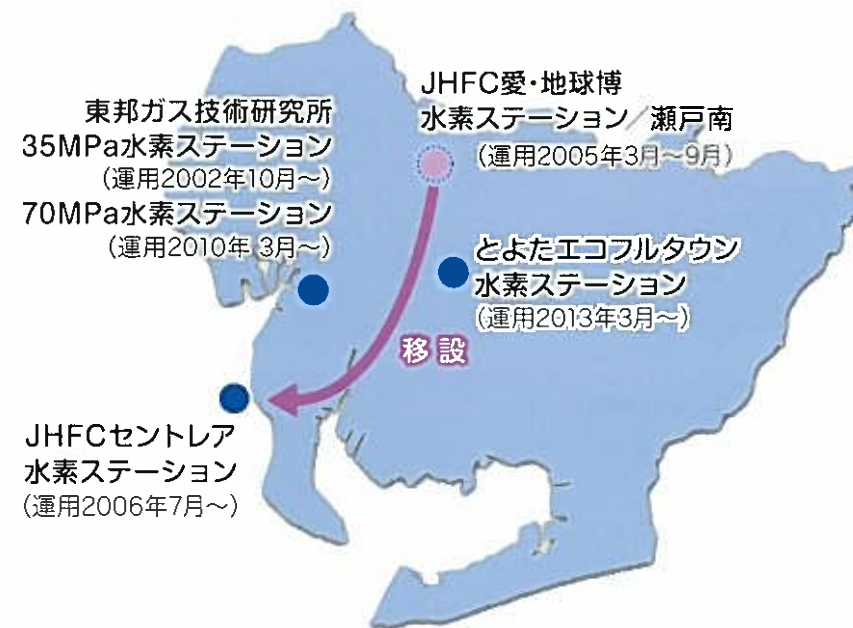 東邦ガス技術研究所
35MPa水素ステーション
(運用2002年10月〜)
70MPa水素ステーション
(運用2010年 3月〜)
JHFC愛・地球博
水素ステーション/瀬戸南
(運用2005年3月〜9月)
とよたエコフルタウン
水素ステーション
(運用2013年3月〜)
移設
JHFCセントレア
水素ステーション
(運用2006年7月〜)